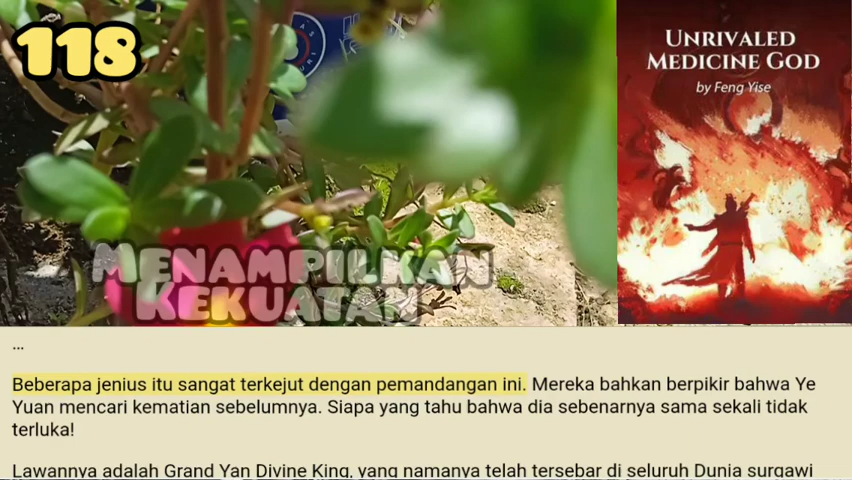 118
UNRIVALED
MEDICINE GOD
by Feng Yise
MENAMPILKAN
KEKUATAN
...
Beberapa jenius itu sangat terkejut dengan pemandangan ini. Mereka bahkan berpikir bahwa Ye
Yuan mencari kematian sebelumnya. Siapa yang tahu bahwa dia sebenarnya sama sekali tidak
terluka!
Lawannya adalah Grand Yan Divine King, yang namanya telah tersebar di seluruh Dunia surgawi